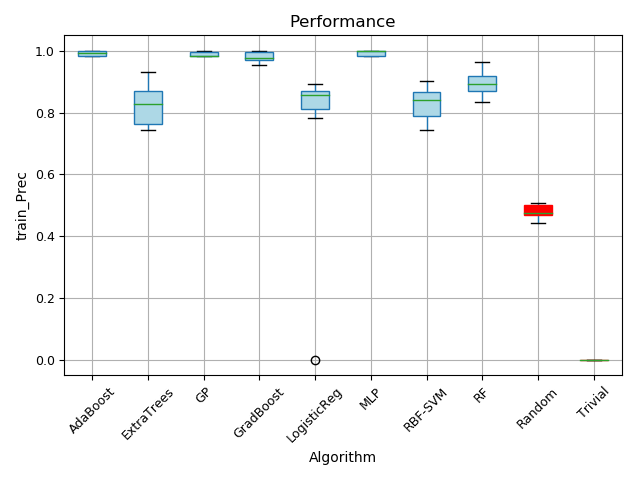 Performance
train_Prec
1.0
0.8
0.6
0.4
0.2
0.0
AdaBoost
ExtraTrees
GP
GradBoost
LogisticReg
MLP
RBF-SVM
RF
Random
Trivial
Algorithm